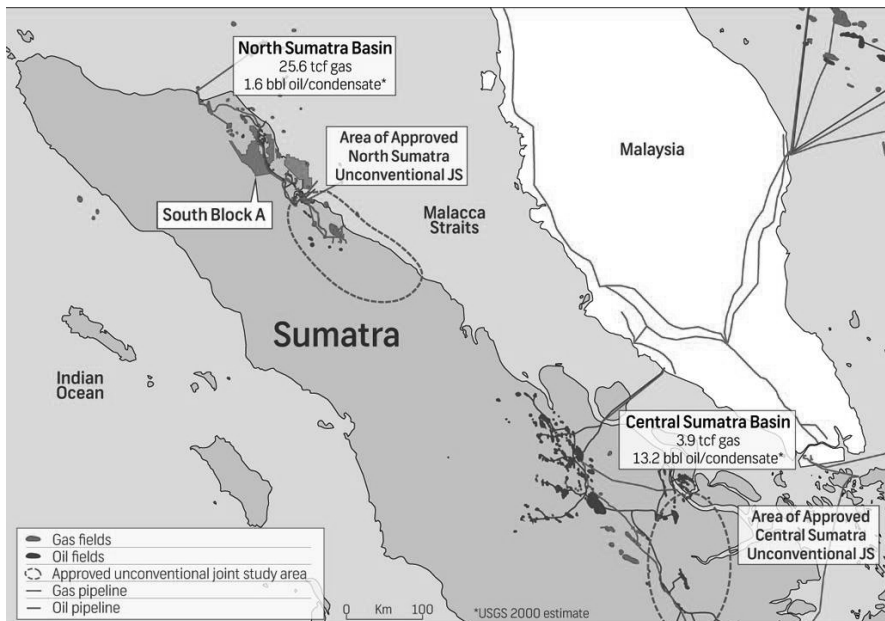 North Sumatra Basin
25.6 tcf gas
1.6 bbl oil/condensate*
Area of Approved
North Sumatra
Unconventional JS
Malaysia
South Block A
Malacca
Straits
Sumatra
Indian
Ocean
Central Sumatra Basin
3.9 tcf gas
13.2 bbl oil/condensate*
Area of Approved
Central Sumatra
Unconventional JS
Gas fields
Oil fields
Approved unconventional joint study area
Gas pipeline
Oil pipeline
0 Km 100
*USGS 2000 estimate